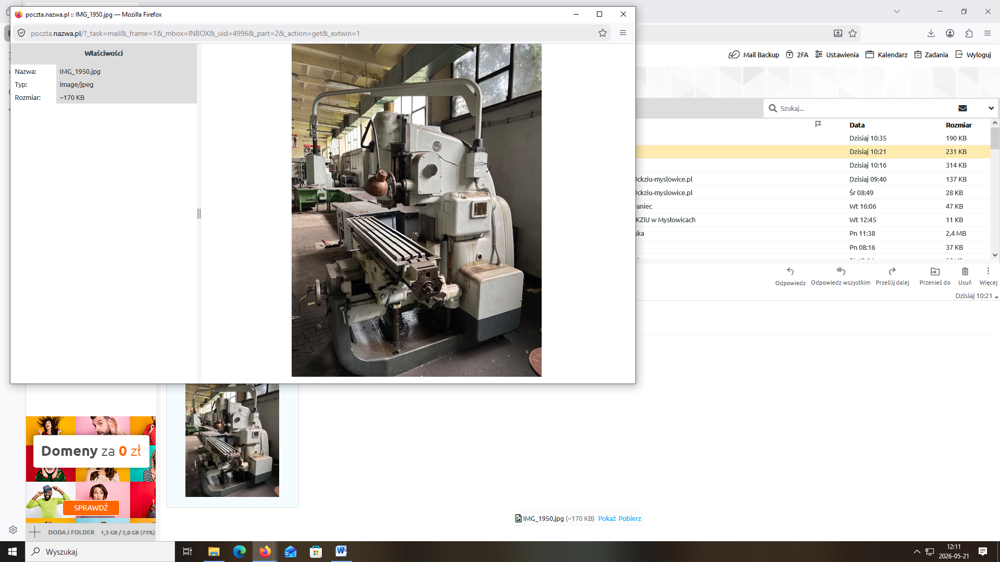 poczta.nazwa.pl :: IMG_1950.jpg — Mozilla Firefox
poczta.nazwa.pl/?_task=mail&_frame=1&_mbox=INBOX&_uid=4996&_part=2&_action=get&_extwin=1
Właściwości
Nazwa: IMG_1950.jpg
Typ: image/jpeg
Rozmiar: ~170 KB
Mail Backup 2FA Ustawienia Kalendarz Zadania Wyloguj
Szukaj...
Data Rozmiar
Dzisiaj 10:35 190 KB
Dzisiaj 10:21 231 KB
Dzisiaj 10:16 314 KB
ckziu-myslowice.pl Dzisiaj 09:40 137 KB
ckziu-myslowice.pl Śr 08:49 28 KB
raniec Wt 16:06 47 KB
KZiU w Mysłowicach Wt 12:45 11 KB
ska Pn 11:38 2,4 MB
Pn 08:16 37 KB
Odpowiedz Odpowiedz wszystkim Prześlij dalej Przenieś do Usuń Więcej
Dzisiaj 10:21
Domeny za 0 zł
SPRAWDŹ
IMG_1950.jpg (~170 KB) Pokaż Pobierz
DODAJ FOLDER 1,5 GB / 2,0 GB (75%)
Wyszukaj
12:11
2026-05-21